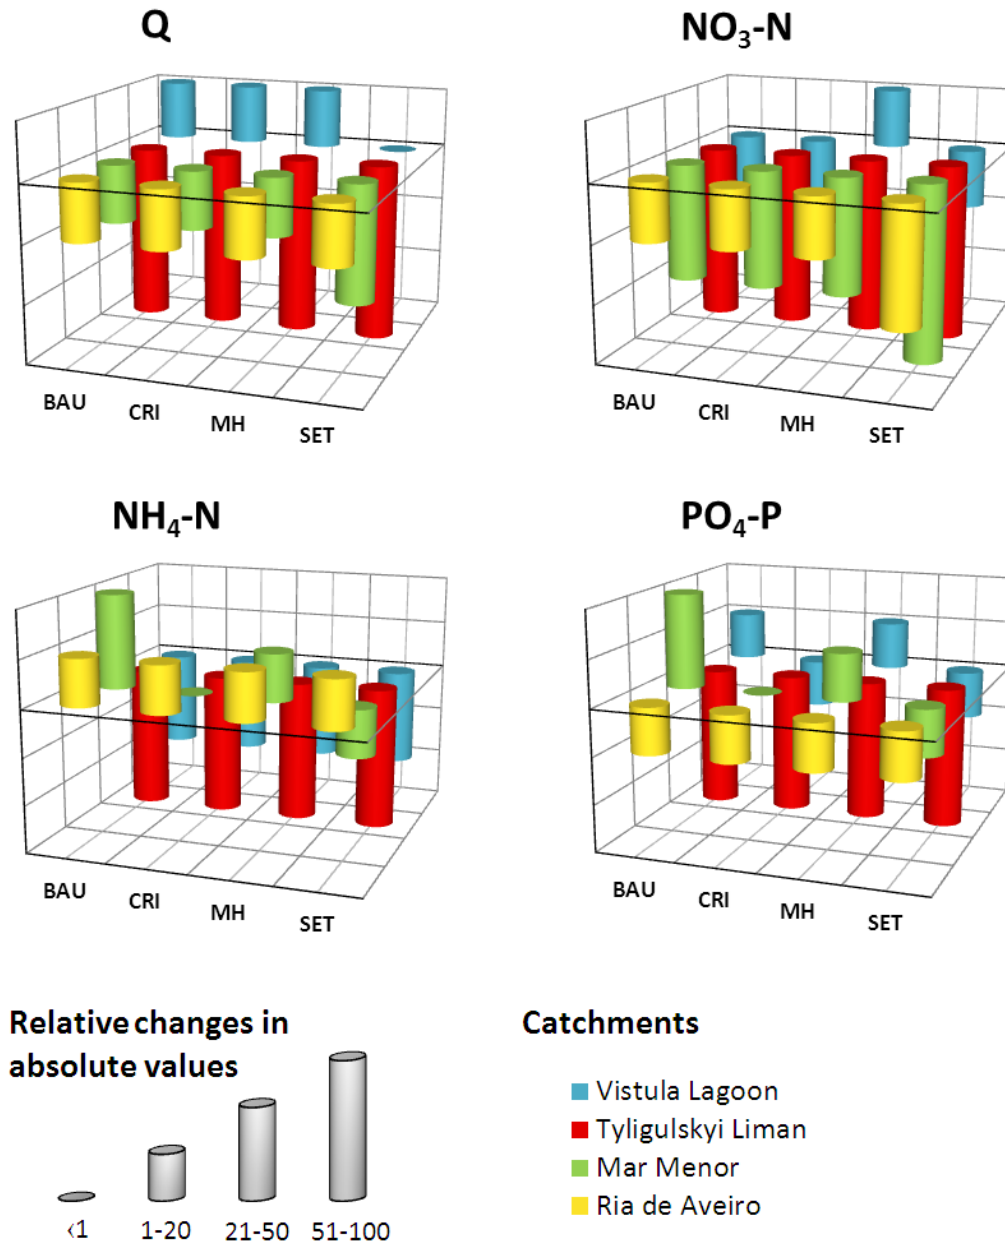 Q
NO₃-N
BAU
CRI
MH
SET
BAU
CRI
MH
SET
NH₄-N
PO₄-P
BAU
CRI
MH
SET
BAU
CRI
MH
SET
Relative changes in
absolute values
<1
1-20
21-50
51-100
Catchments
Vistula Lagoon
Tyligulskyi Liman
Mar Menor
Ria de Aveiro